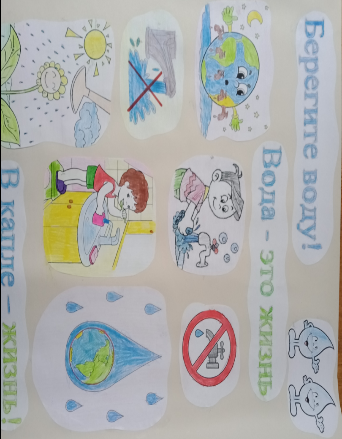 Берегите воду!
Вода - это жизнь
В капле - жизнь!